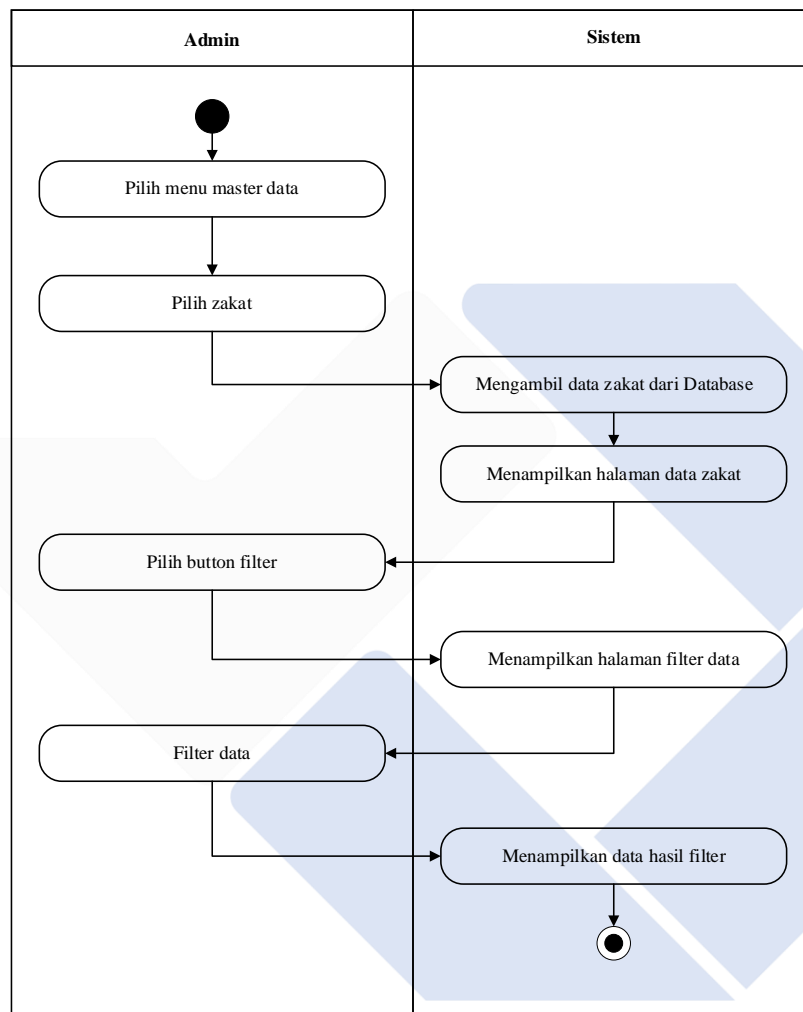 Admin
Sistem
Pilih menu master data
Pilih zakat
Mengambil data zakat dari Database
Menampilkan halaman data zakat
Pilih button filter
Menampilkan halaman filter data
Filter data
Menampilkan data hasil filter